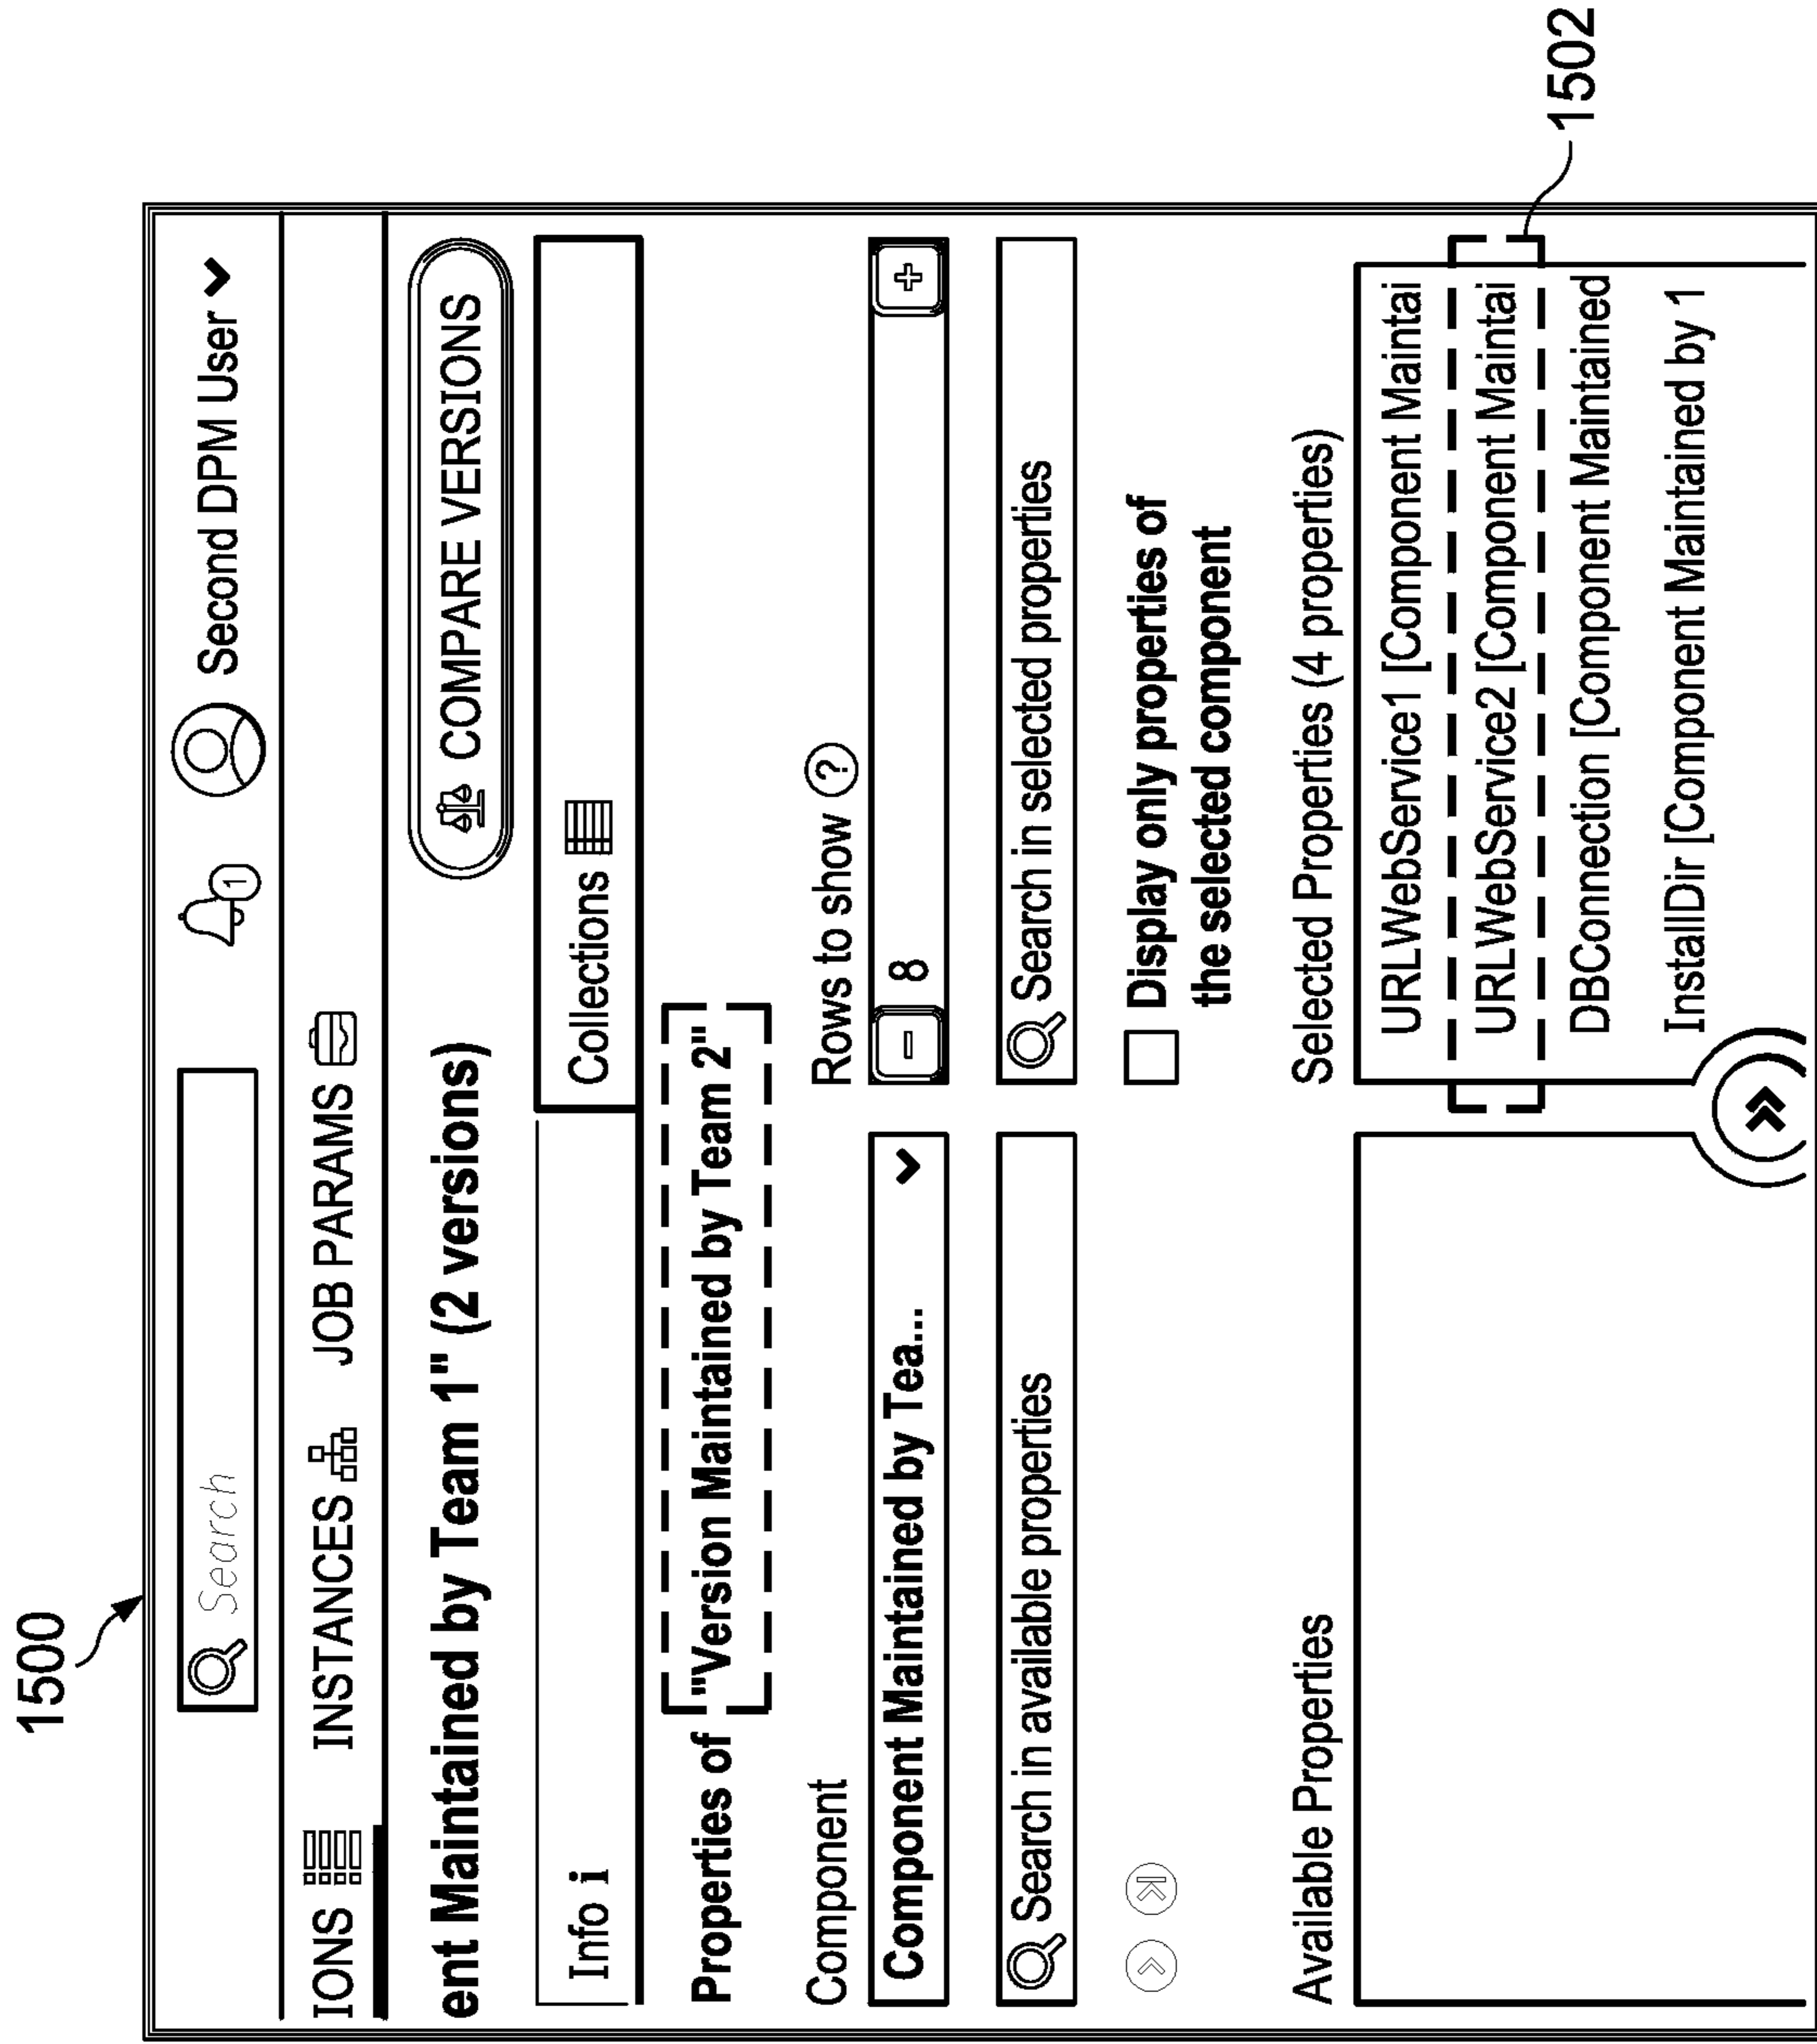 1500
Search
1
Second DPM User
IONS INSTANCES JOB PARAMS
ent Maintained by Team 1" (2 versions)
COMPARE VERSIONS
Info i
Collections
Properties of "Version Maintained by Team 2"
Component
Rows to show ?
Component Maintained by Tea...
- 8 +
Search in available properties
Search in selected properties
Display only properties of
the selected component
Available Properties
Selected Properties (4 properties)
URLWebService1 [Component Maintai
URLWebService2 [Component Maintai
DBConnection [Component Maintained
InstallDir [Component Maintained by 1
1502